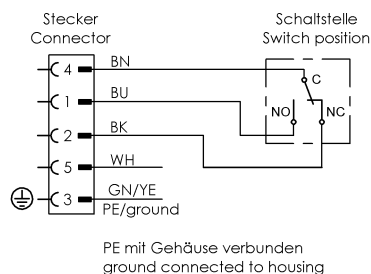 Stecker
Connector
Schaltstelle
Switch position
4 BN
C
1 BU
NO NC
2 BK
5 WH
3 GN/YE
PE/ground
PE mit Gehäuse verbunden
ground connected to housing